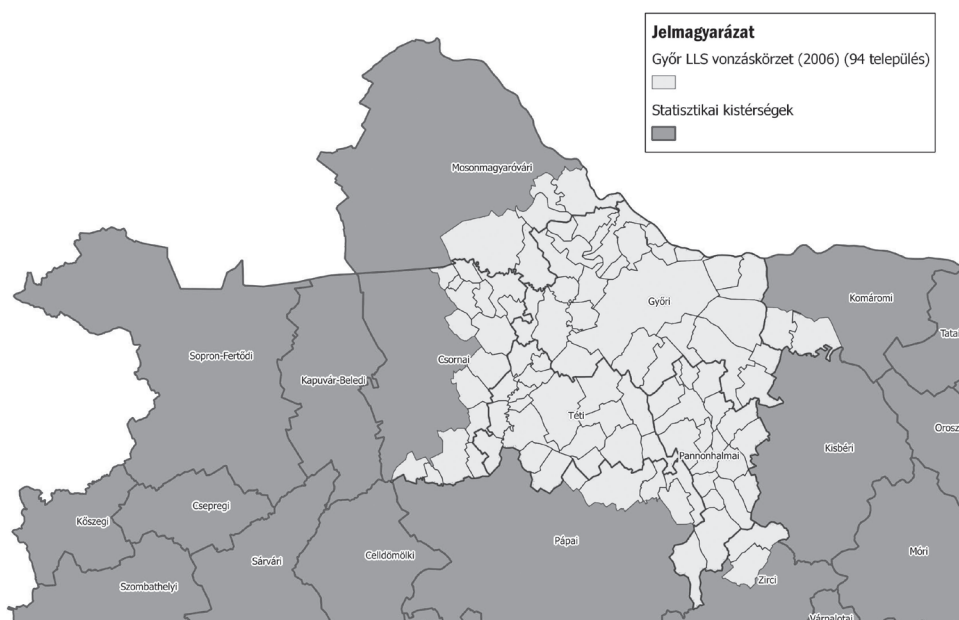 Jelmagyarázat
Győr LLS vonzáskörzet (2006) (94 település)
Statisztikai kistérségek
Mosonmagyaróvári
Győri
Komáromi
Tatai
Sopron-Fertődi
Csornai
Kapuvár-Beledi
Téti
Orosz
Kisbéri
Pannonhalmai
Csepregi
Kőszegi
Pápai
Móri
Celldömölki
Sárvári
Zirci
Szombathelyi
Várpalotai